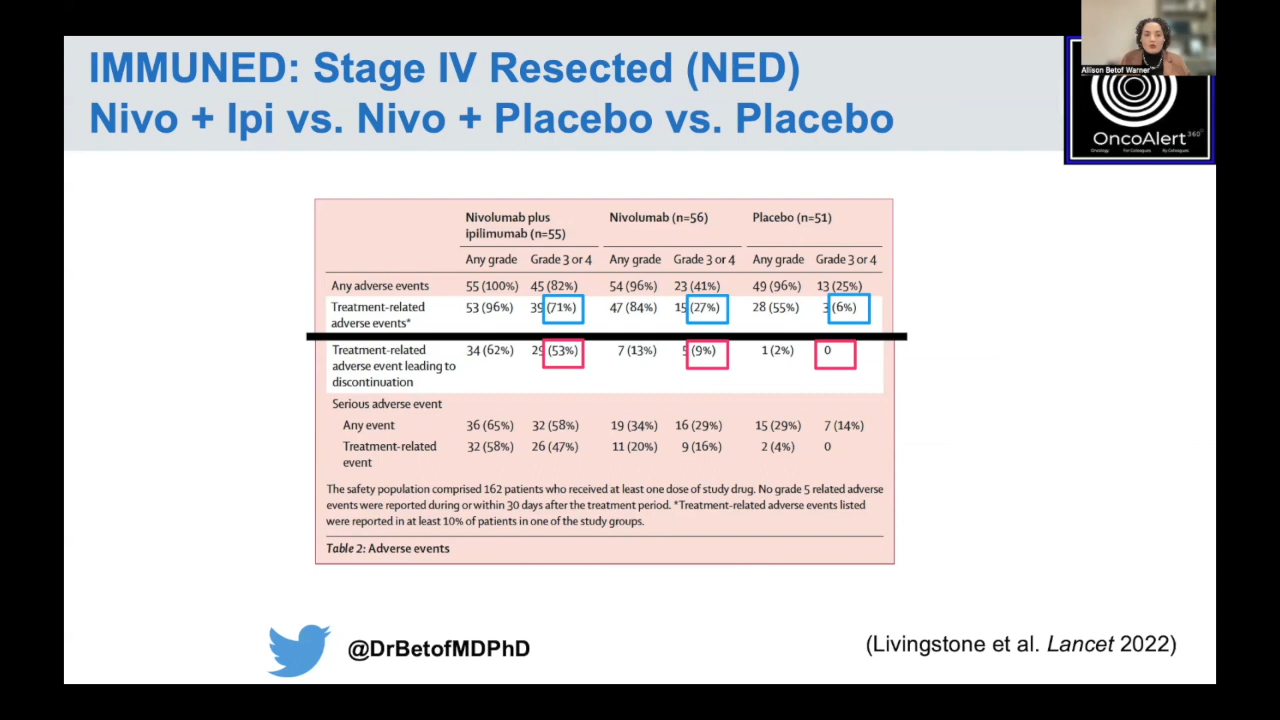 IMMUNED: Stage IV Resected (NED)
Nivo + Ipi vs. Nivo + Placebo vs. Placebo
Allison Betof Warner
OncoAlert 360°
Oncology For Colleagues By Colleagues
Nivolumab plus ipilimumab (n=55) Nivolumab (n=56) Placebo (n=51)
Any grade Grade 3 or 4 Any grade Grade 3 or 4 Any grade Grade 3 or 4
Any adverse events 55 (100%) 45 (82%) 54 (96%) 23 (41%) 49 (96%) 13 (25%)
Treatment-related adverse events* 53 (96%) 39 (71%) 47 (84%) 15 (27%) 28 (55%) 3 (6%)
Treatment-related adverse event leading to discontinuation 34 (62%) 29 (53%) 7 (13%) 5 (9%) 1 (2%) 0
Serious adverse event
Any event 36 (65%) 32 (58%) 19 (34%) 16 (29%) 15 (29%) 7 (14%)
Treatment-related event 32 (58%) 26 (47%) 11 (20%) 9 (16%) 2 (4%) 0
The safety population comprised 162 patients who received at least one dose of study drug. No grade 5 related adverse
events were reported during or within 30 days after the treatment period. *Treatment-related adverse events listed
were reported in at least 10% of patients in one of the study groups.
Table 2: Adverse events
@DrBetofMDPhD
(Livingstone et al. Lancet 2022)